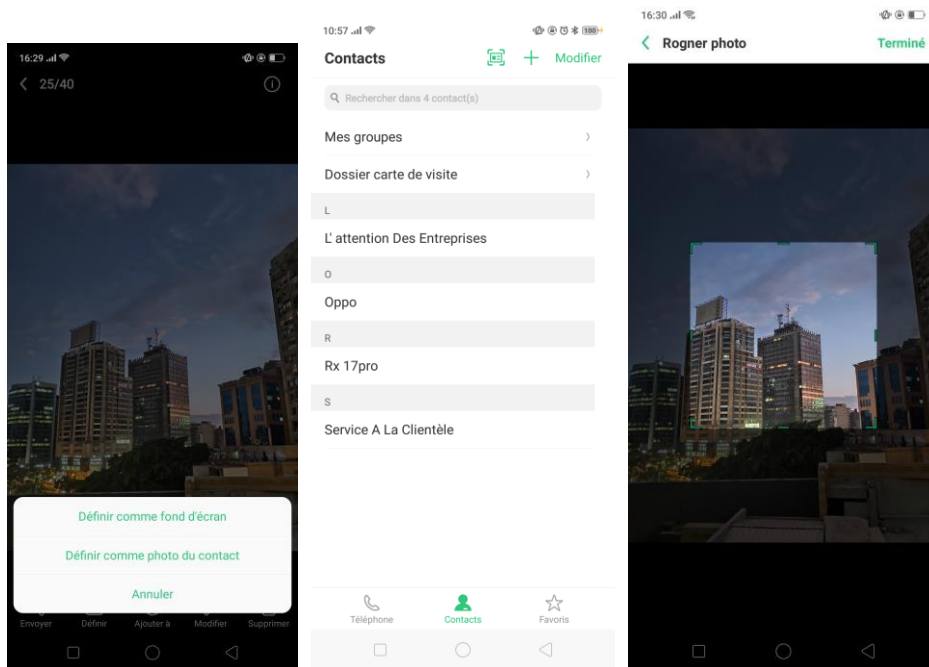 16:29
25/40
Définir comme fond d'écran
Définir comme photo du contact
Annuler
Envoyer
Définir
Ajouter à
Modifier
Supprimer
10:57
100
Contacts
Modifier
Rechercher dans 4 contact(s)
Mes groupes
Dossier carte de visite
L
L' attention Des Entreprises
O
Oppo
R
Rx 17pro
S
Service A La Clientèle
Téléphone
Contacts
Favoris
16:30
Rogner photo
Terminé